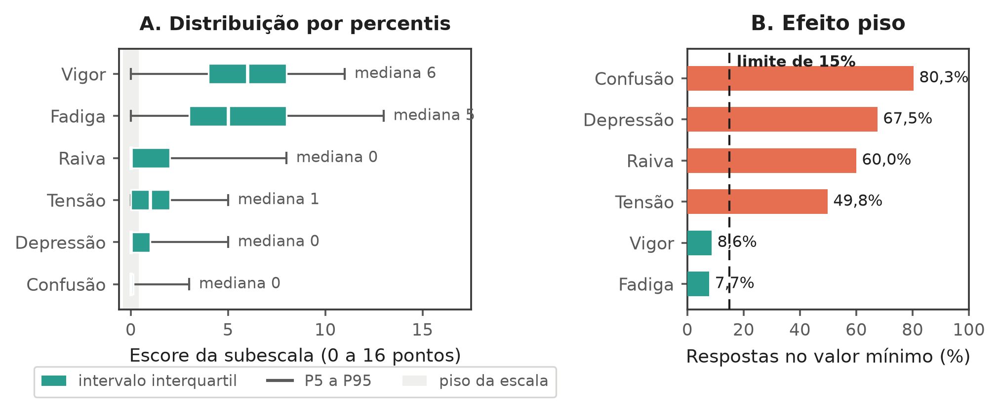 A. Distribuição por percentis
Vigor
mediana 6
Fadiga
mediana 5
Raiva
mediana 0
Tensão
mediana 1
Depressão
mediana 0
Confusão
mediana 0
0 5 10 15
Escore da subescala (0 a 16 pontos)
intervalo interquartil P5 a P95 piso da escala
B. Efeito piso
limite de 15%
Confusão 80,3%
Depressão 67,5%
Raiva 60,0%
Tensão 49,8%
Vigor 8,6%
Fadiga 7,7%
0 20 40 60 80 100
Respostas no valor mínimo (%)